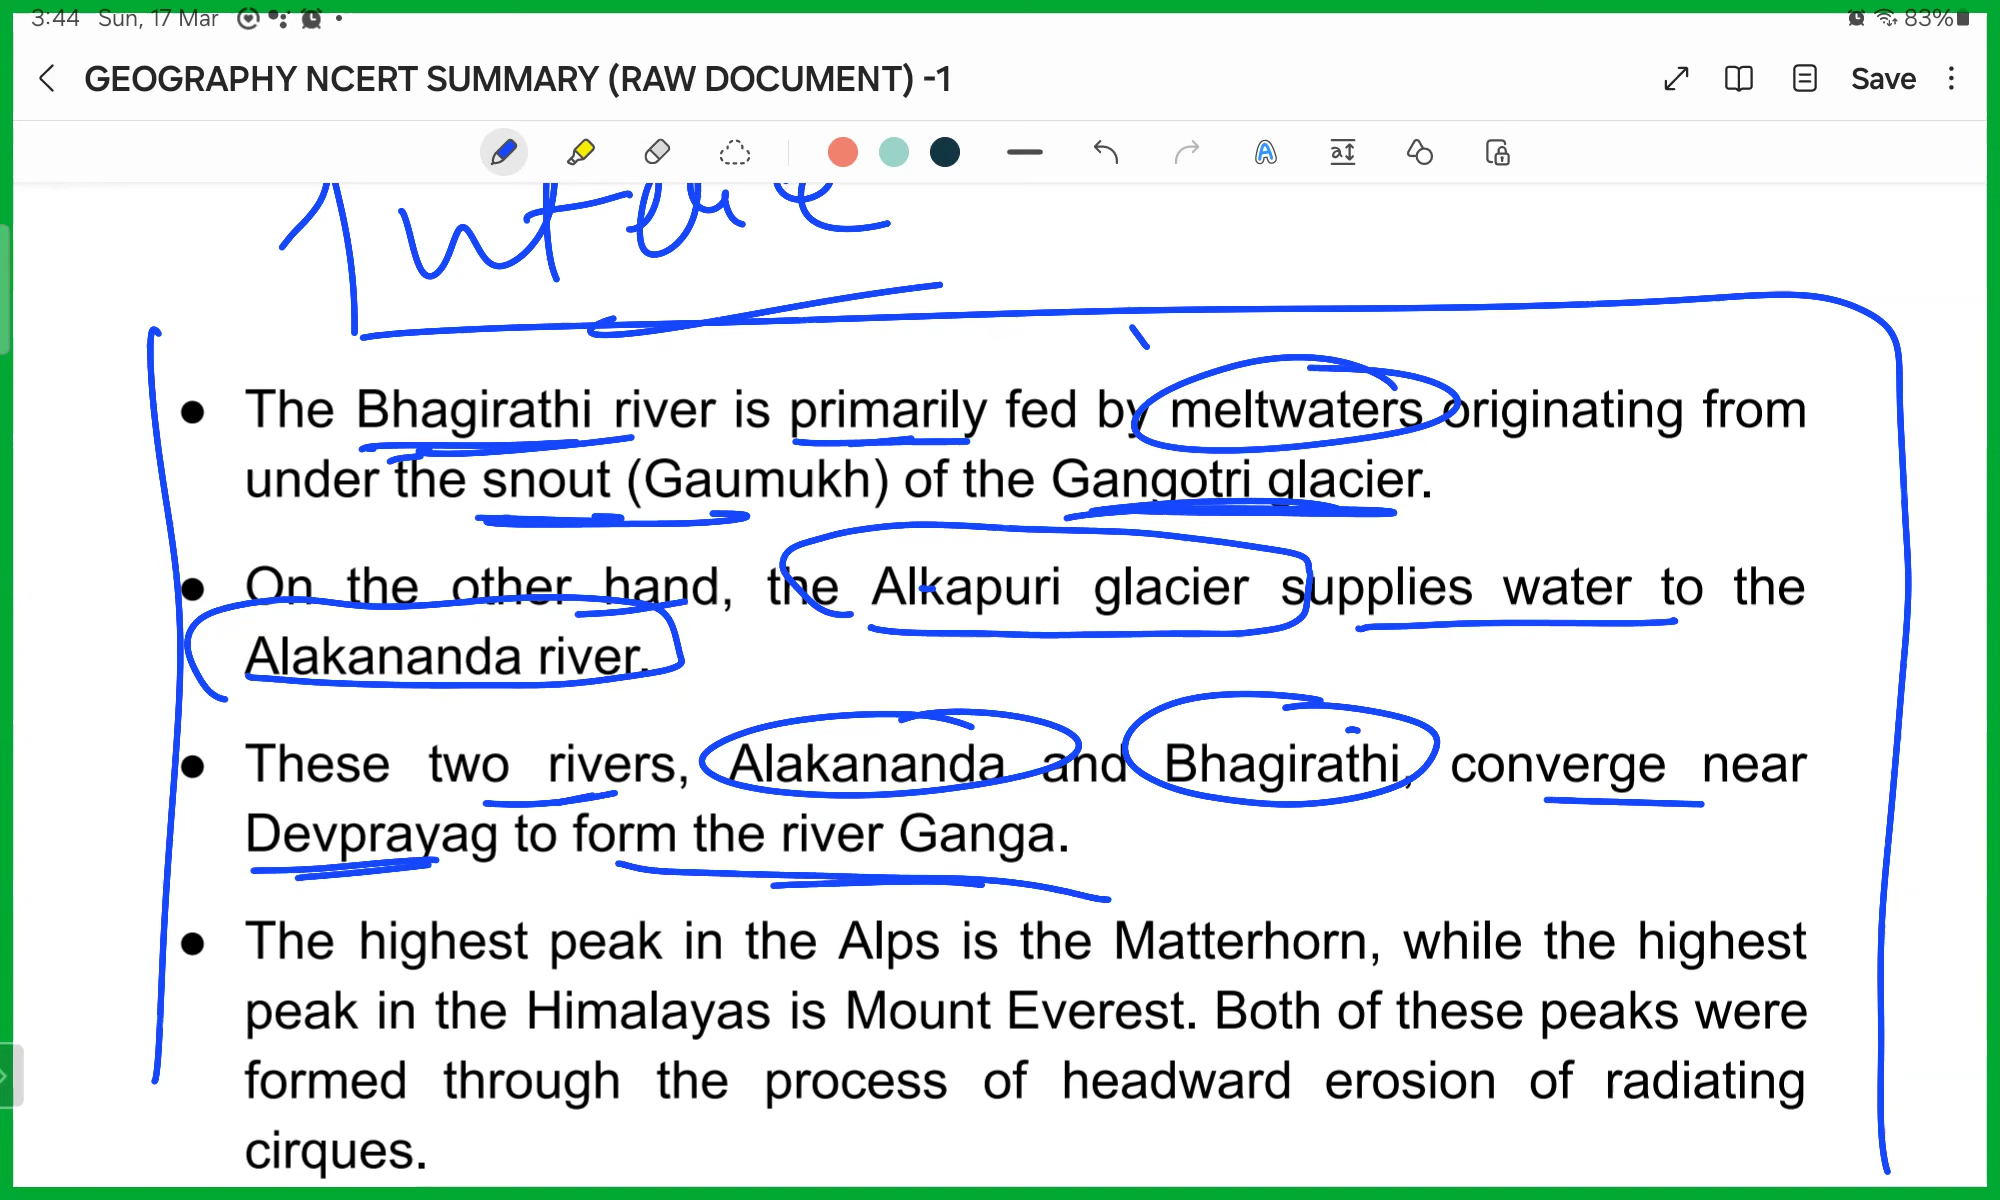 3:44 Sun, 17 Mar
83%
GEOGRAPHY NCERT SUMMARY (RAW DOCUMENT) -1
Save
● The Bhagirathi river is primarily fed by meltwaters originating from
under the snout (Gaumukh) of the Gangotri glacier.
● On the other hand, the Alkapuri glacier supplies water to the
Alakananda river.
● These two rivers, Alakananda and Bhagirathi, converge near
Devprayag to form the river Ganga.
● The highest peak in the Alps is the Matterhorn, while the highest
peak in the Himalayas is Mount Everest. Both of these peaks were
formed through the process of headward erosion of radiating
cirques.